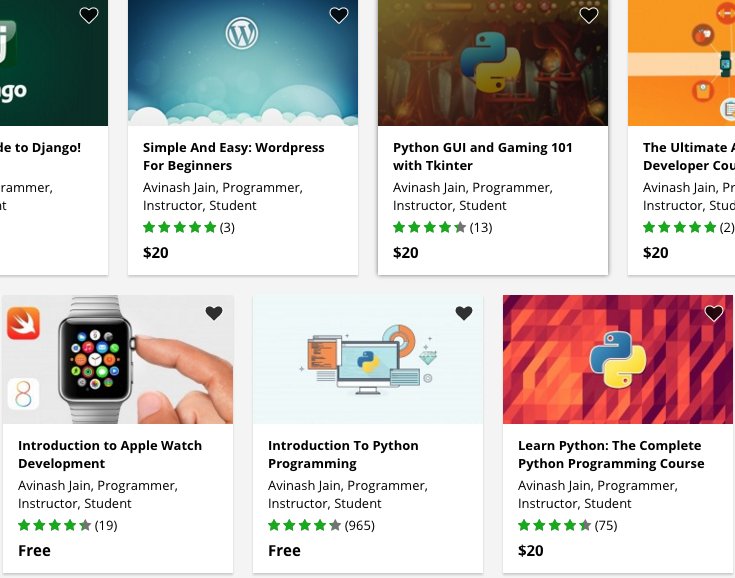 go
de to Django!
rammer,
nt
Simple And Easy: Wordpress
For Beginners
Avinash Jain, Programmer,
Instructor, Student
(3)
$20
Python GUI and Gaming 101
with Tkinter
Avinash Jain, Programmer,
Instructor, Student
(13)
$20
The Ultimate A
Developer Cou
Avinash Jain, Pr
Instructor, Stud
(2)
$20
8
Introduction to Apple Watch
Development
Avinash Jain, Programmer,
Instructor, Student
(19)
Free
Introduction To Python
Programming
Avinash Jain, Programmer,
Instructor, Student
(965)
Free
Learn Python: The Complete
Python Programming Course
Avinash Jain, Programmer,
Instructor, Student
(75)
$20